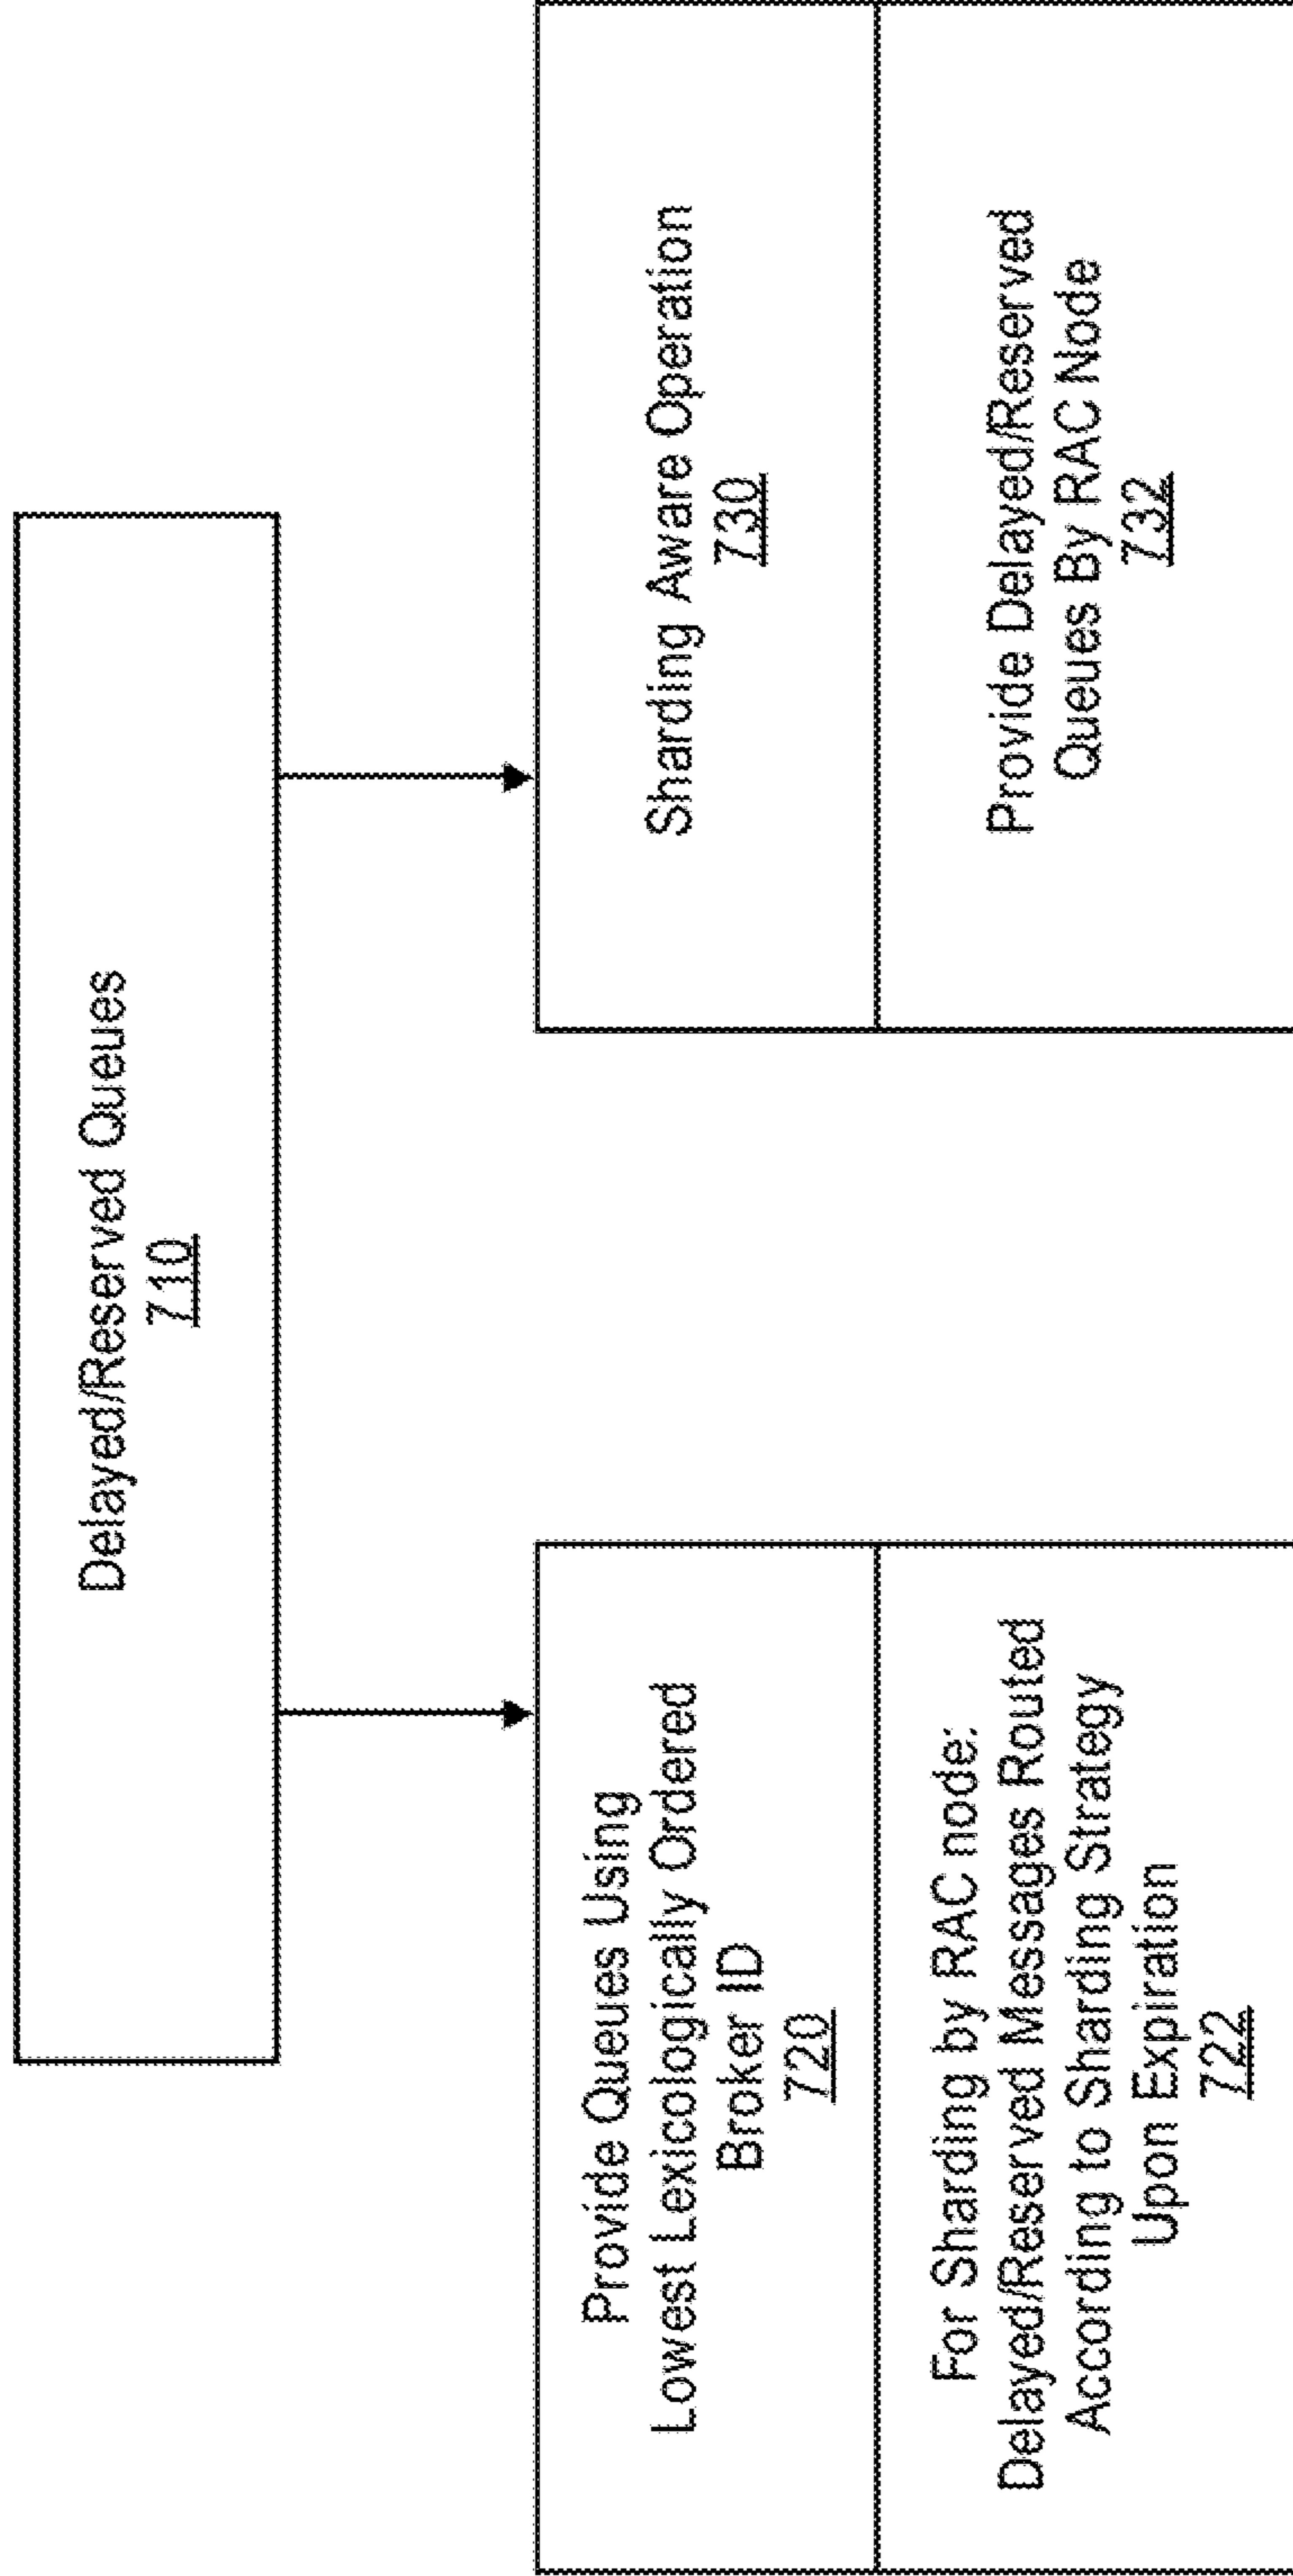 Delayed/Reserved Queues
710
Provide Queues Using
Lowest Lexicologically Ordered
Broker ID
720
For Sharding by RAC node:
Delayed/Reserved Messages Routed
According to Sharding Strategy
Upon Expiration
722
Sharding Aware Operation
730
Provide Delayed/Reserved
Queues By RAC Node
732